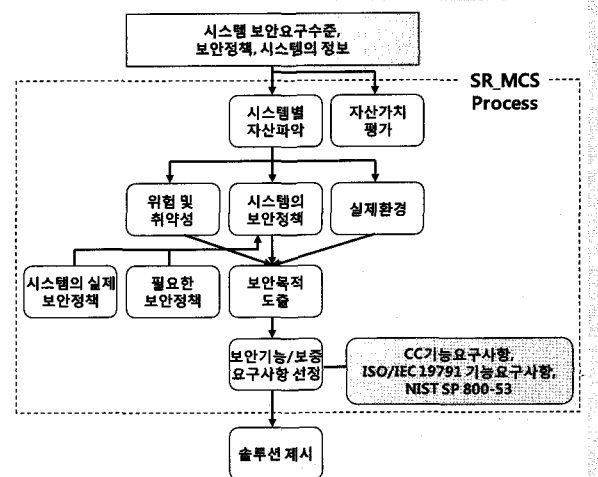 시스템 보안요구수준,
보안정책, 시스템의 정보
SR_MCS
Process
시스템별
자산파악
자산가치
평가
위험 및
취약성
시스템의
보안정책
실제환경
시스템의 실제
보안정책
필요한
보안정책
보안목적
도출
보안기능/보증
요구사항 선정
CC기능요구사항,
ISO/IEC 19791 기능요구사항,
NIST SP 800-53
솔루션 제시